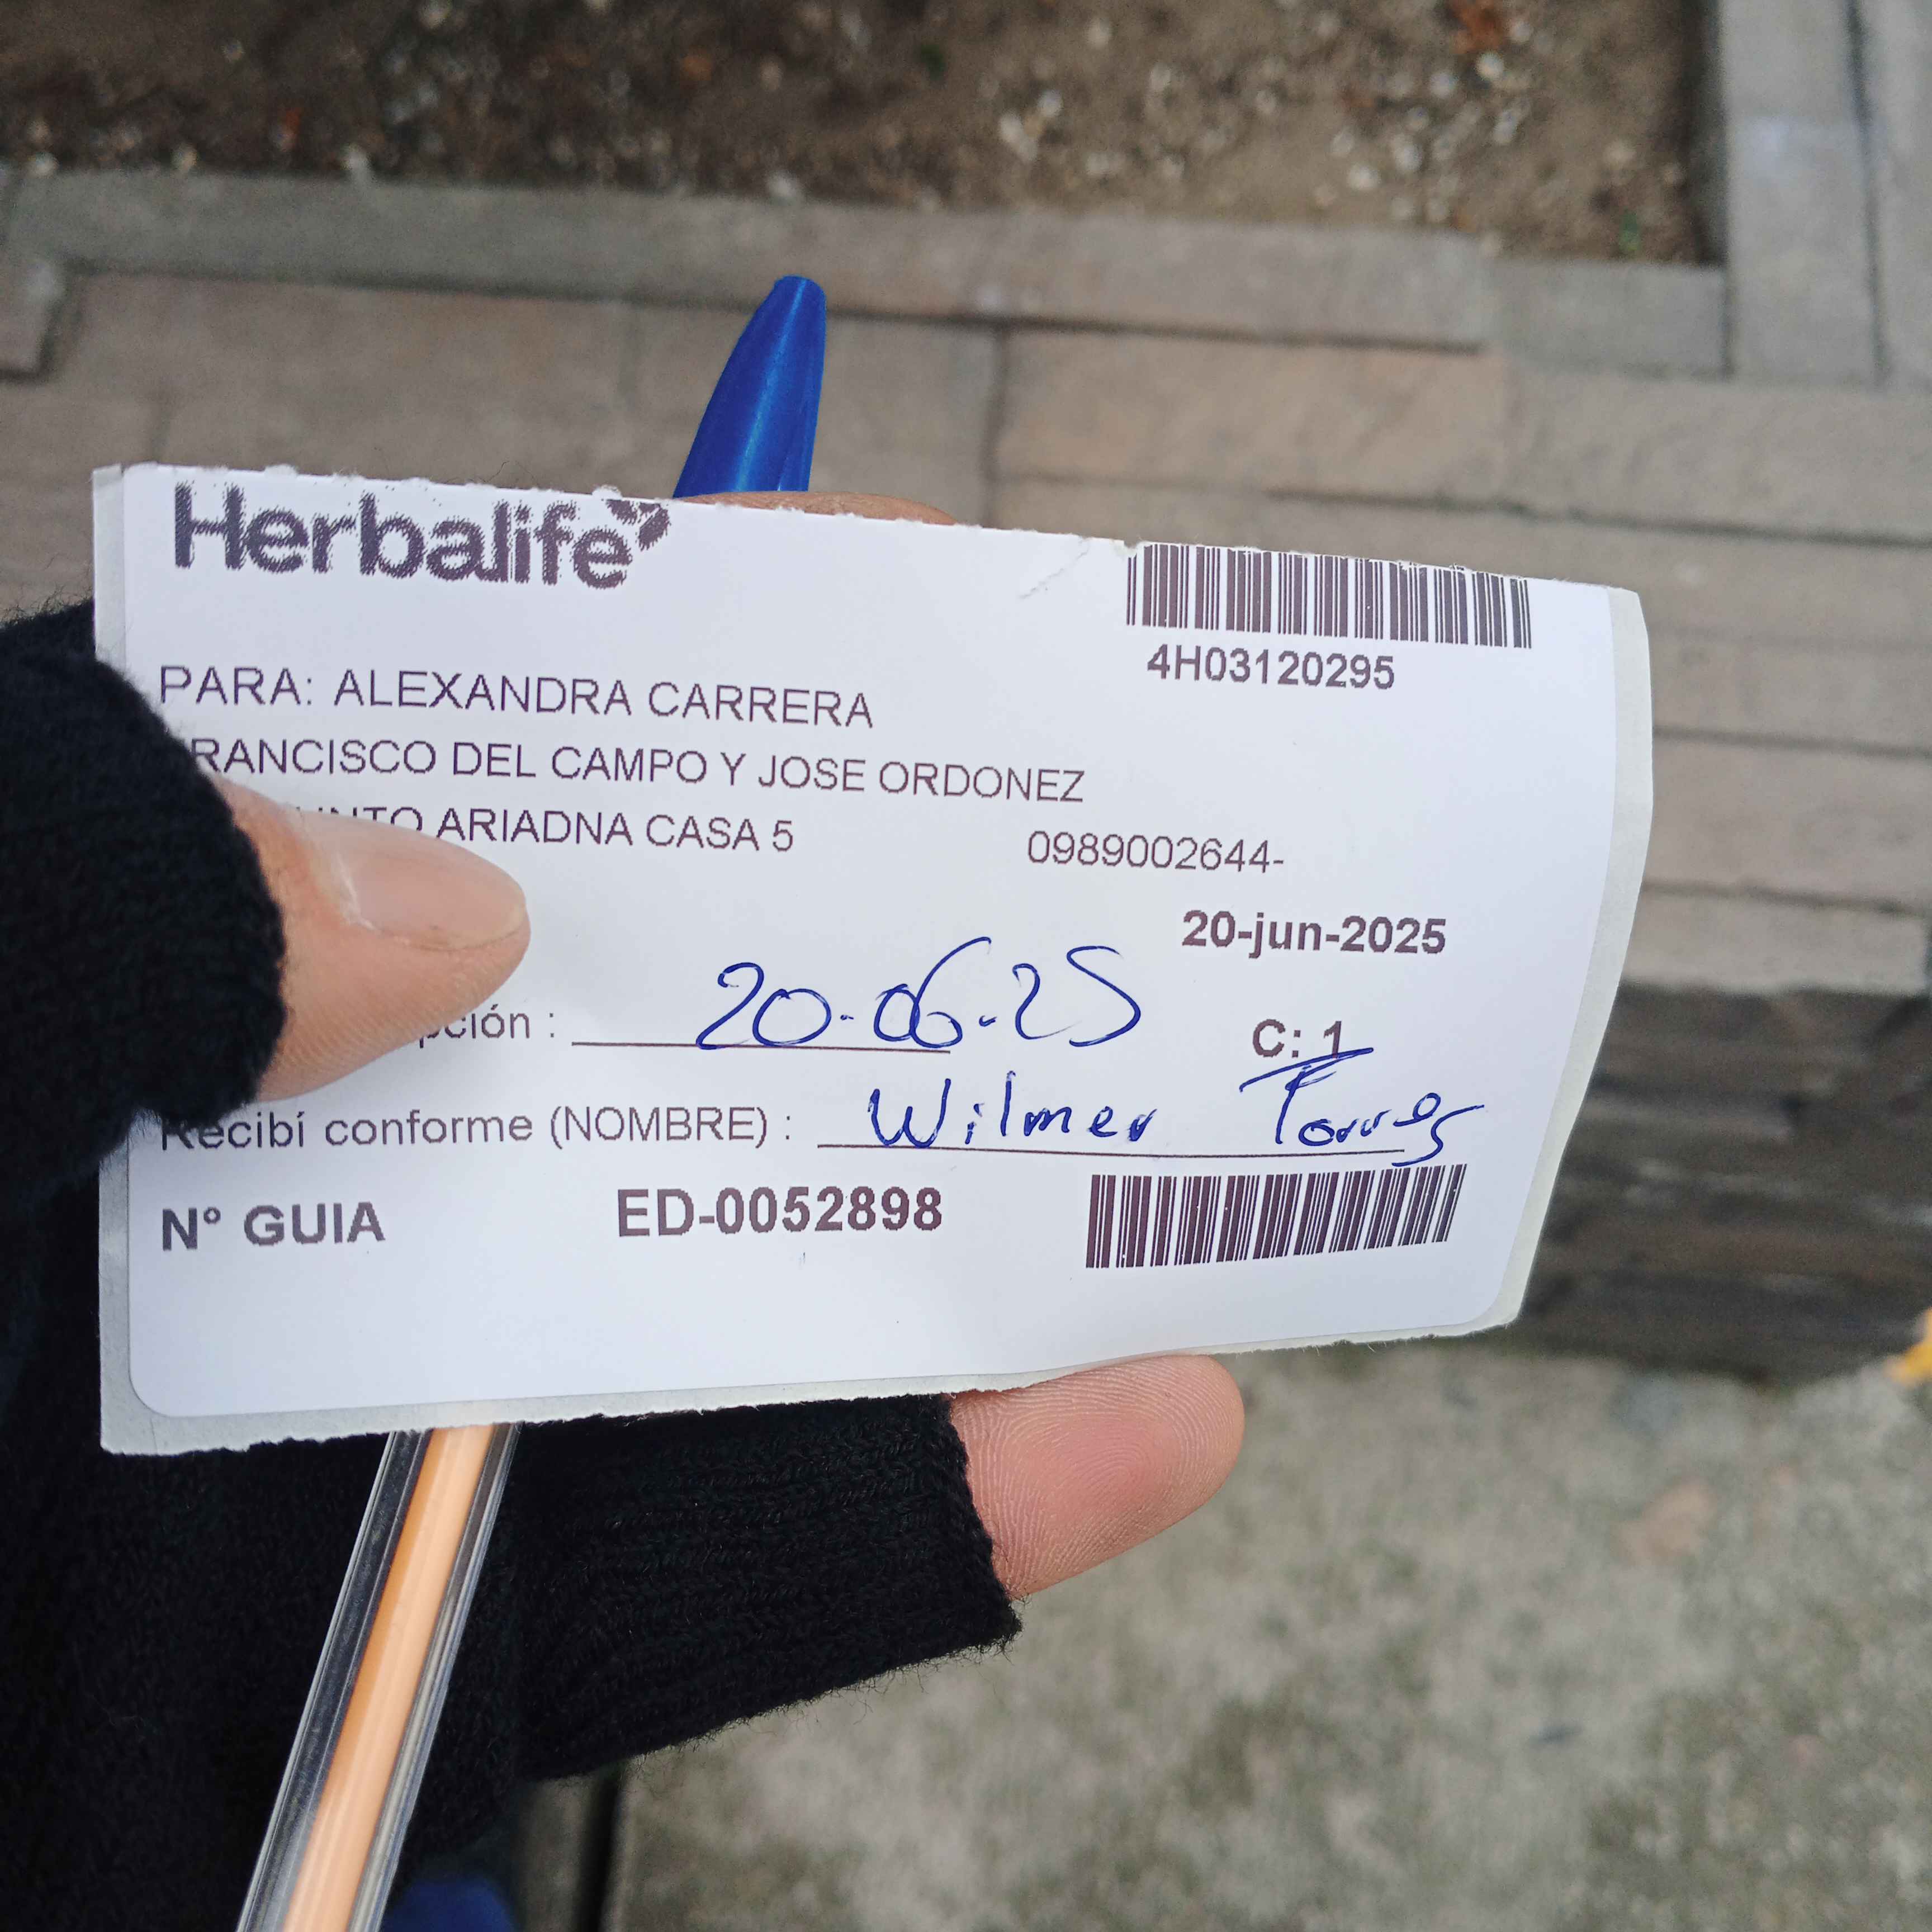 Herbalife
4H03120295
PARA: ALEXANDRA CARRERA
RANCISCO DEL CAMPO Y JOSE ORDONEZ
ARIADNA CASA 5 0989002644-
20-jun-2025
pción : 20-06-25 C: 1
Recibí conforme (NOMBRE) : Wilmer Torres
N° GUIA ED-0052898